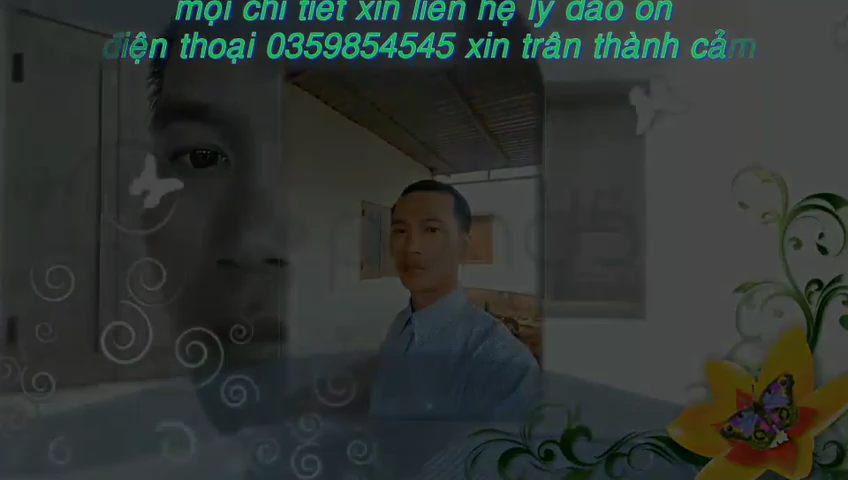 mọi chi tiết xin liên hệ lý đào ơn
điện thoại 0359854545 xin trân thành cảm